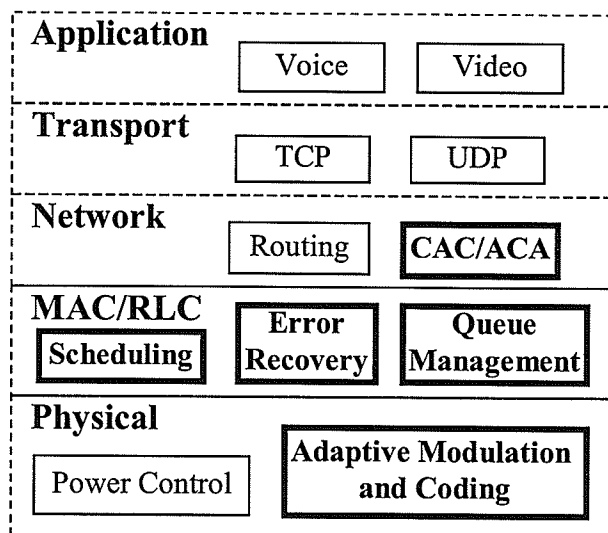 Application
Voice
Video
Transport
TCP
UDP
Network
Routing
CAC/ACA
MAC/RLC
Scheduling
Error
Recovery
Queue
Management
Physical
Power Control
Adaptive Modulation
and Coding